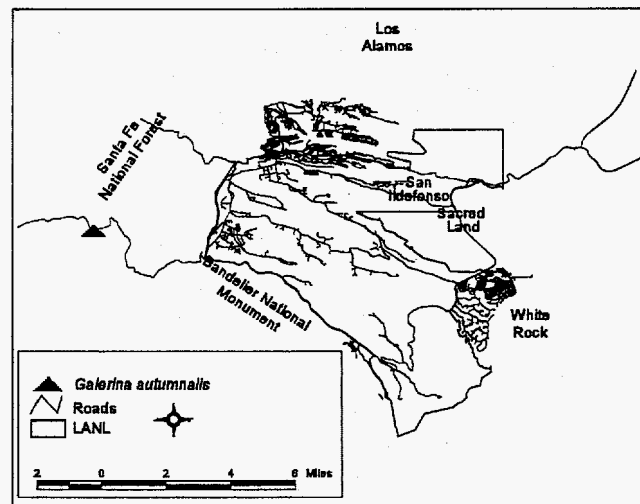 Los
Alamos
Santa Fe
National Forest
San
Ildefonso
Sacred
Land
Bandelier National
Monument
White
Rock
Galerina autumnalis
Roads
LANL
2 0 2 4 6 Miles